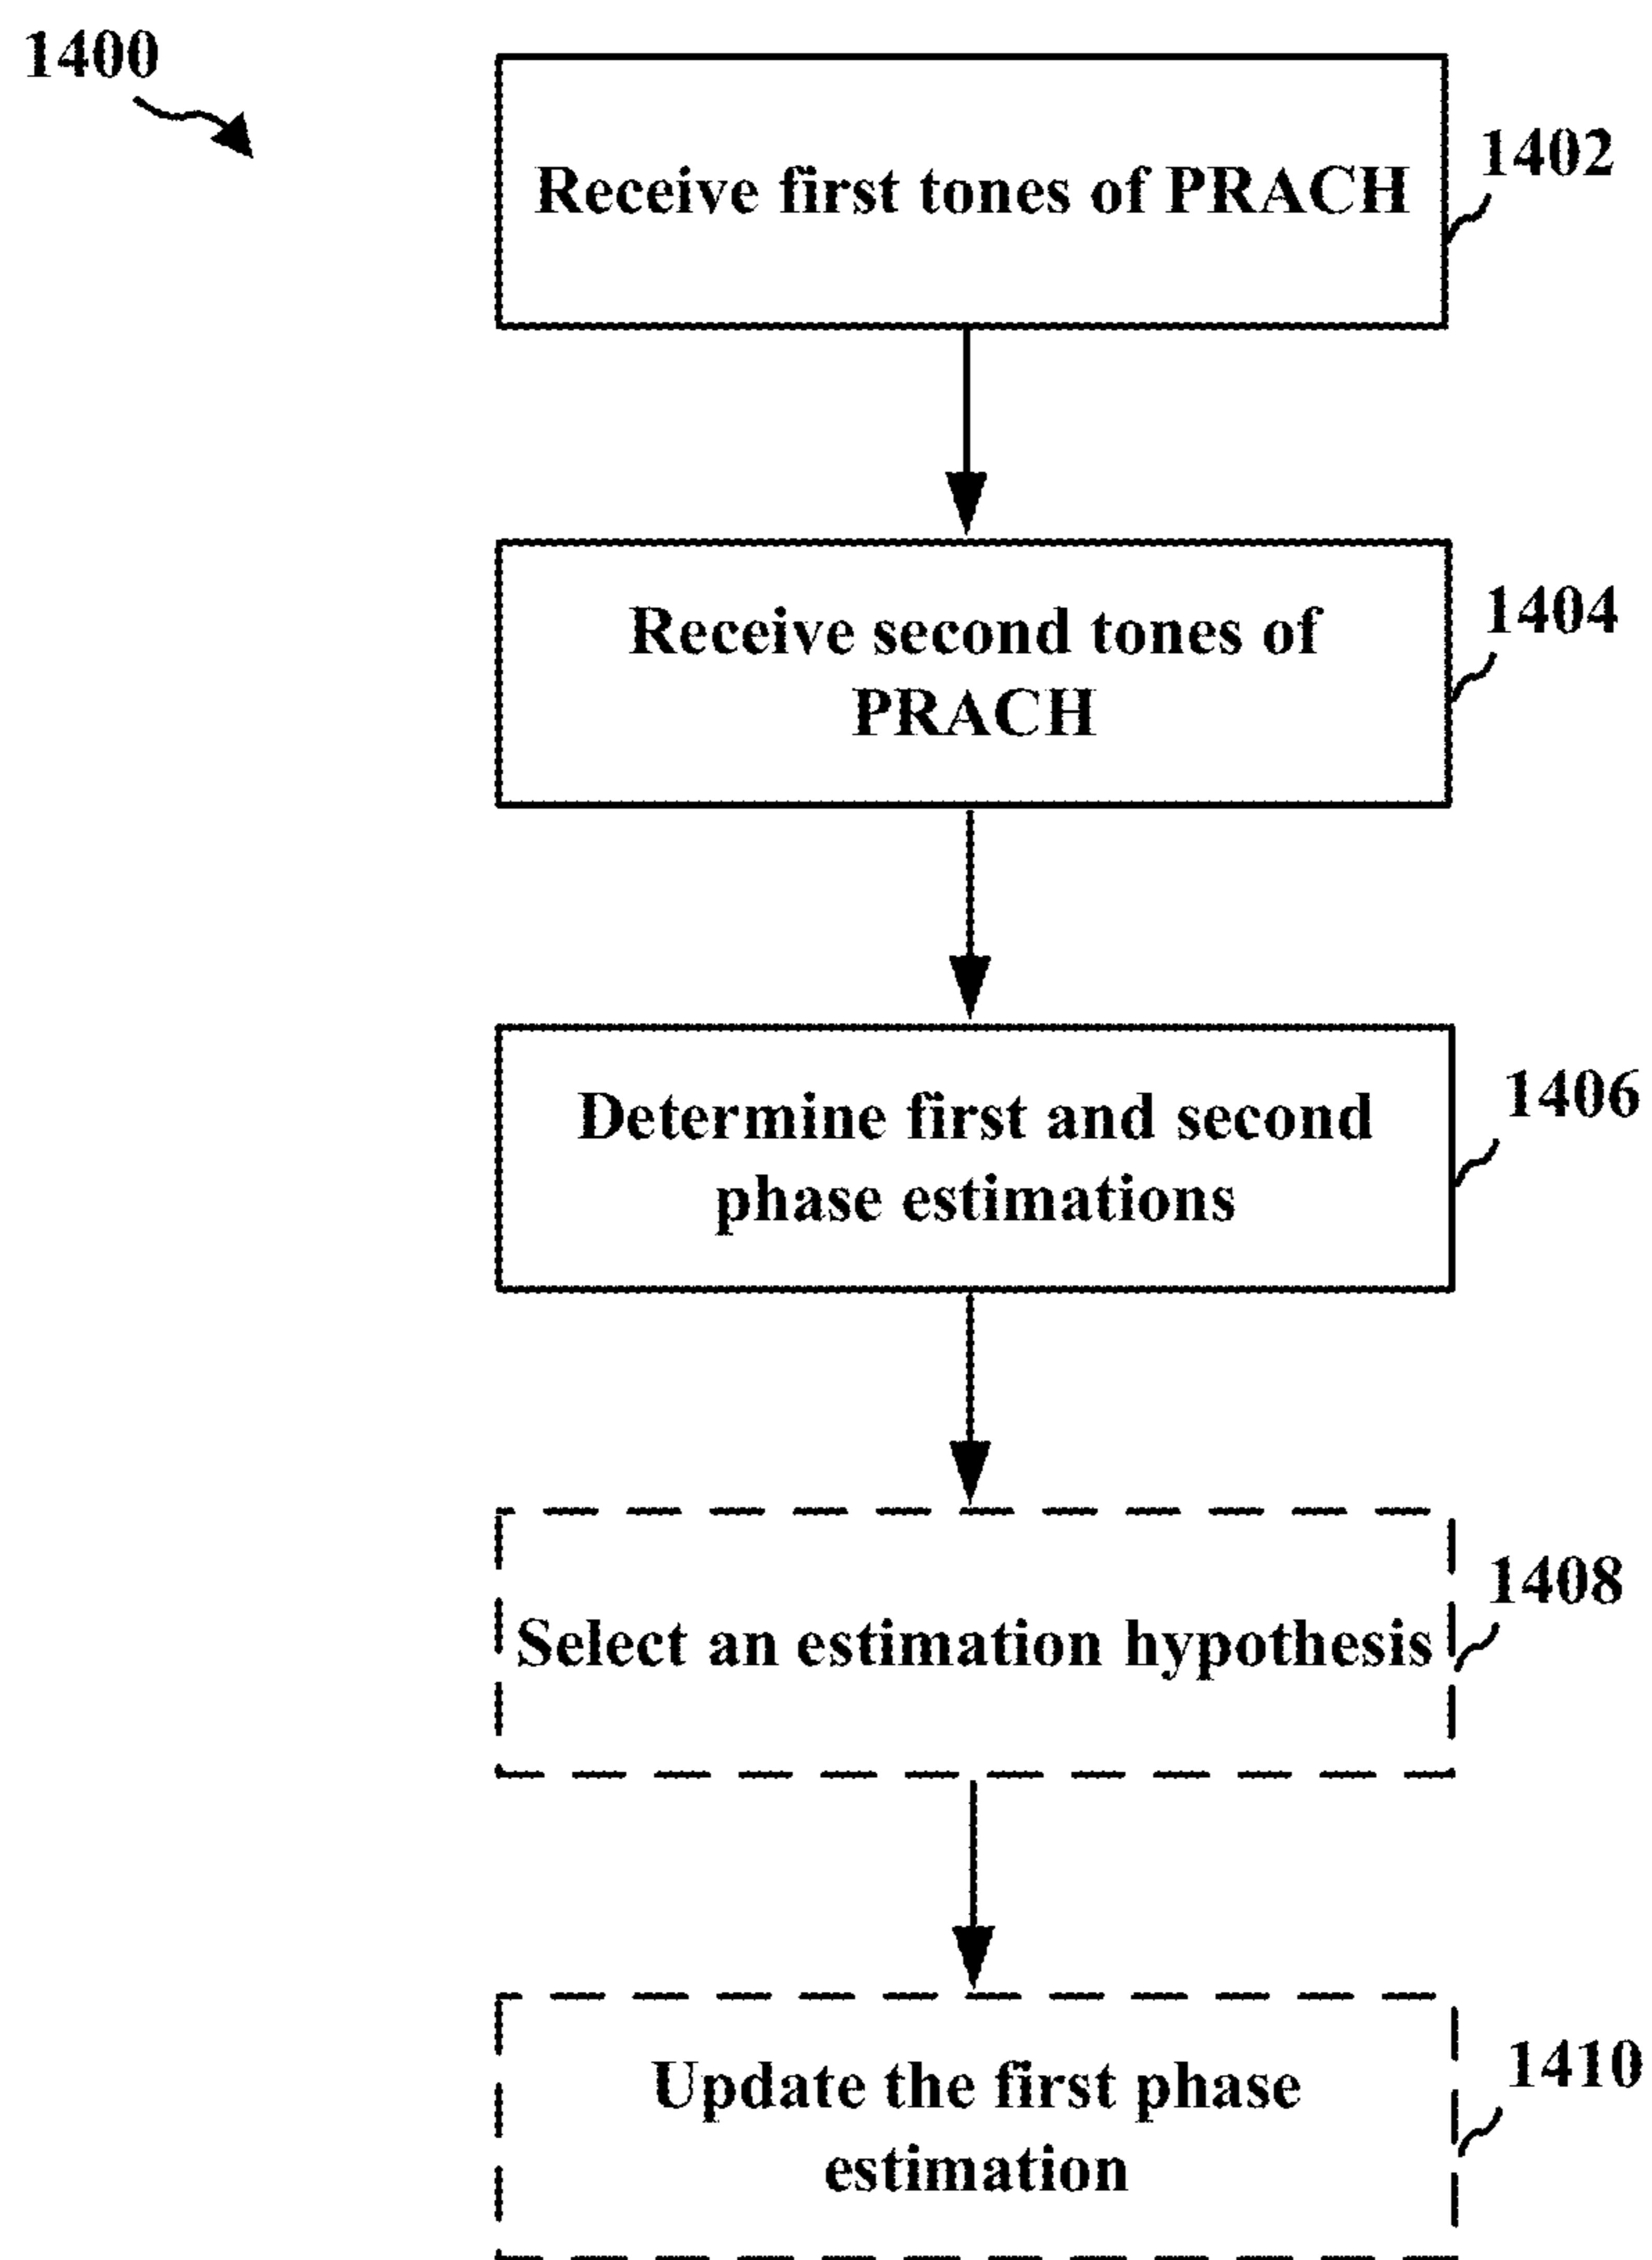 1400
Receive first tones of PRACH
1402
Receive second tones of
PRACH
1404
Determine first and second
phase estimations
1406
Select an estimation hypothesis
1408
Update the first phase
estimation
1410